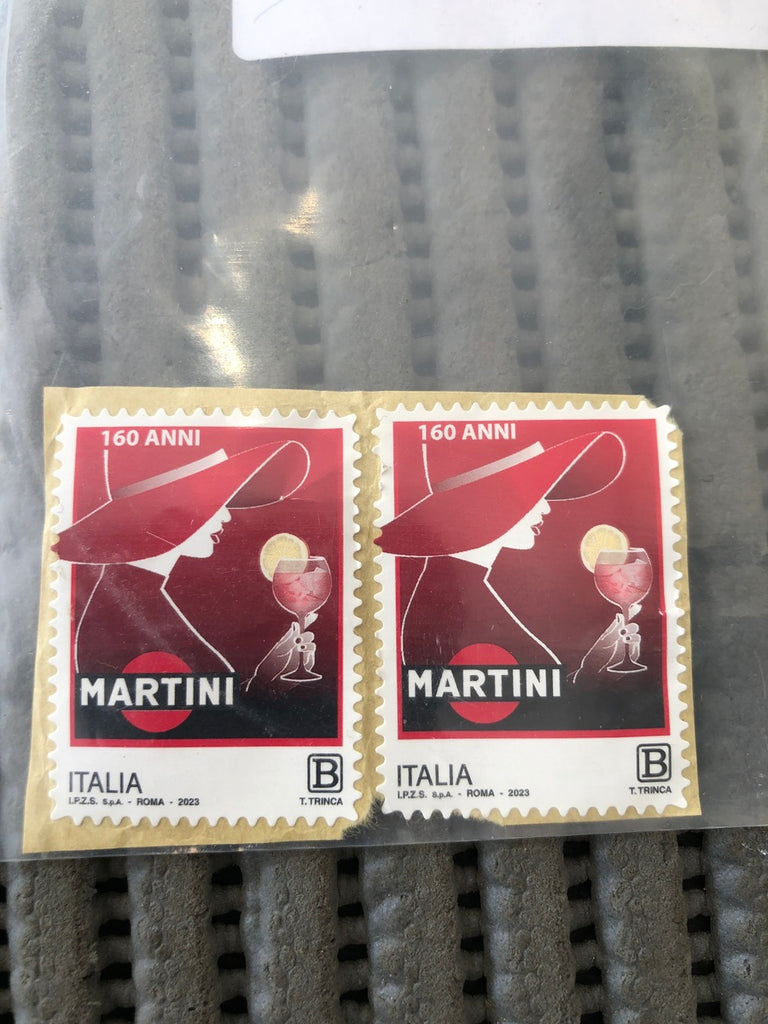 160 ANNI
MARTINI
ITALIA
B
I.P.Z.S. S.p.A. - ROMA - 2023
T. TRINCA
160 ANNI
MARTINI
ITALIA
B
I.P.Z.S. S.p.A. - ROMA - 2023
T. TRINCA